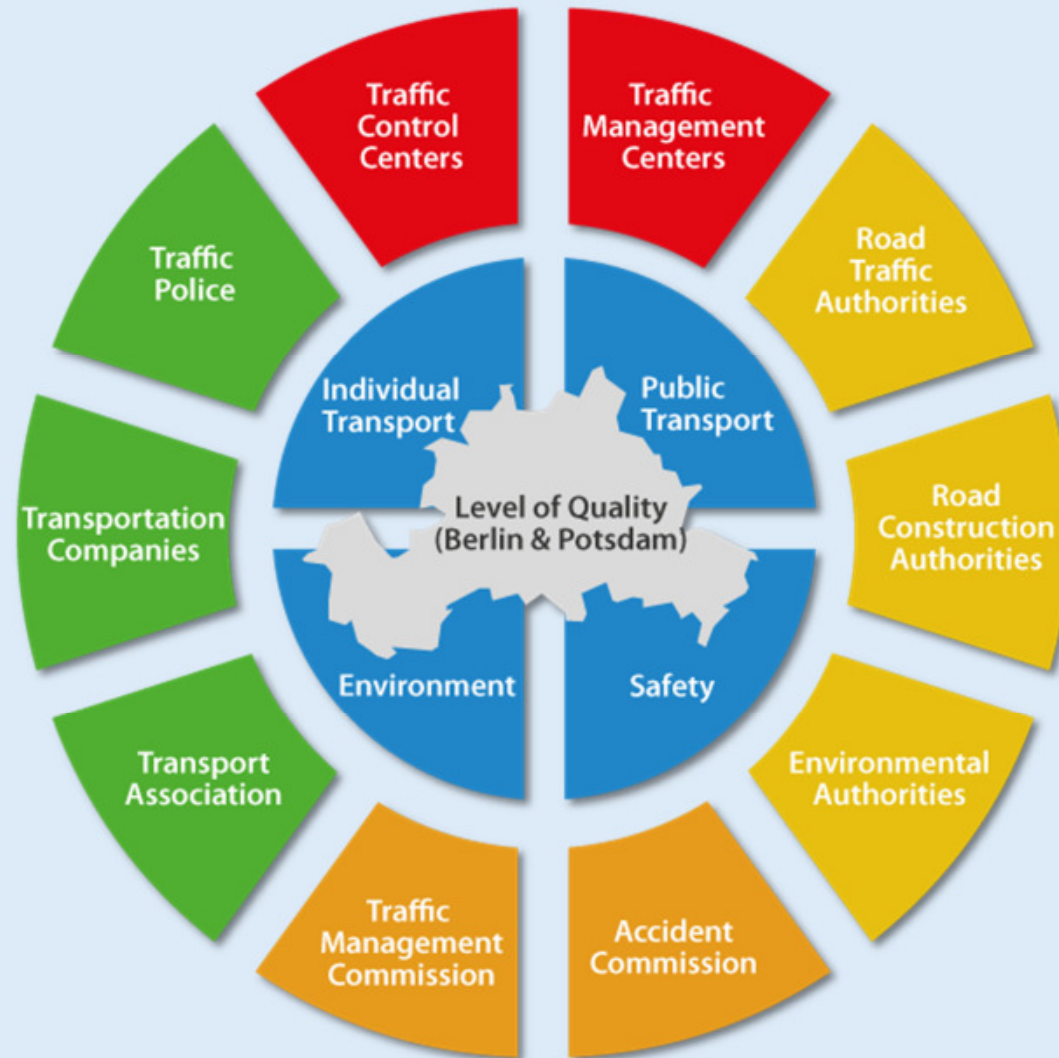 Traffic
Control
Centers
Traffic
Management
Centers
Road
Traffic
Authorities
Road
Construction
Authorities
Environmental
Authorities
Accident
Commission
Traffic
Management
Commission
Transport
Association
Transportation
Companies
Traffic
Police
Individual
Transport
Public
Transport
Level of Quality
(Berlin & Potsdam)
Environment
Safety